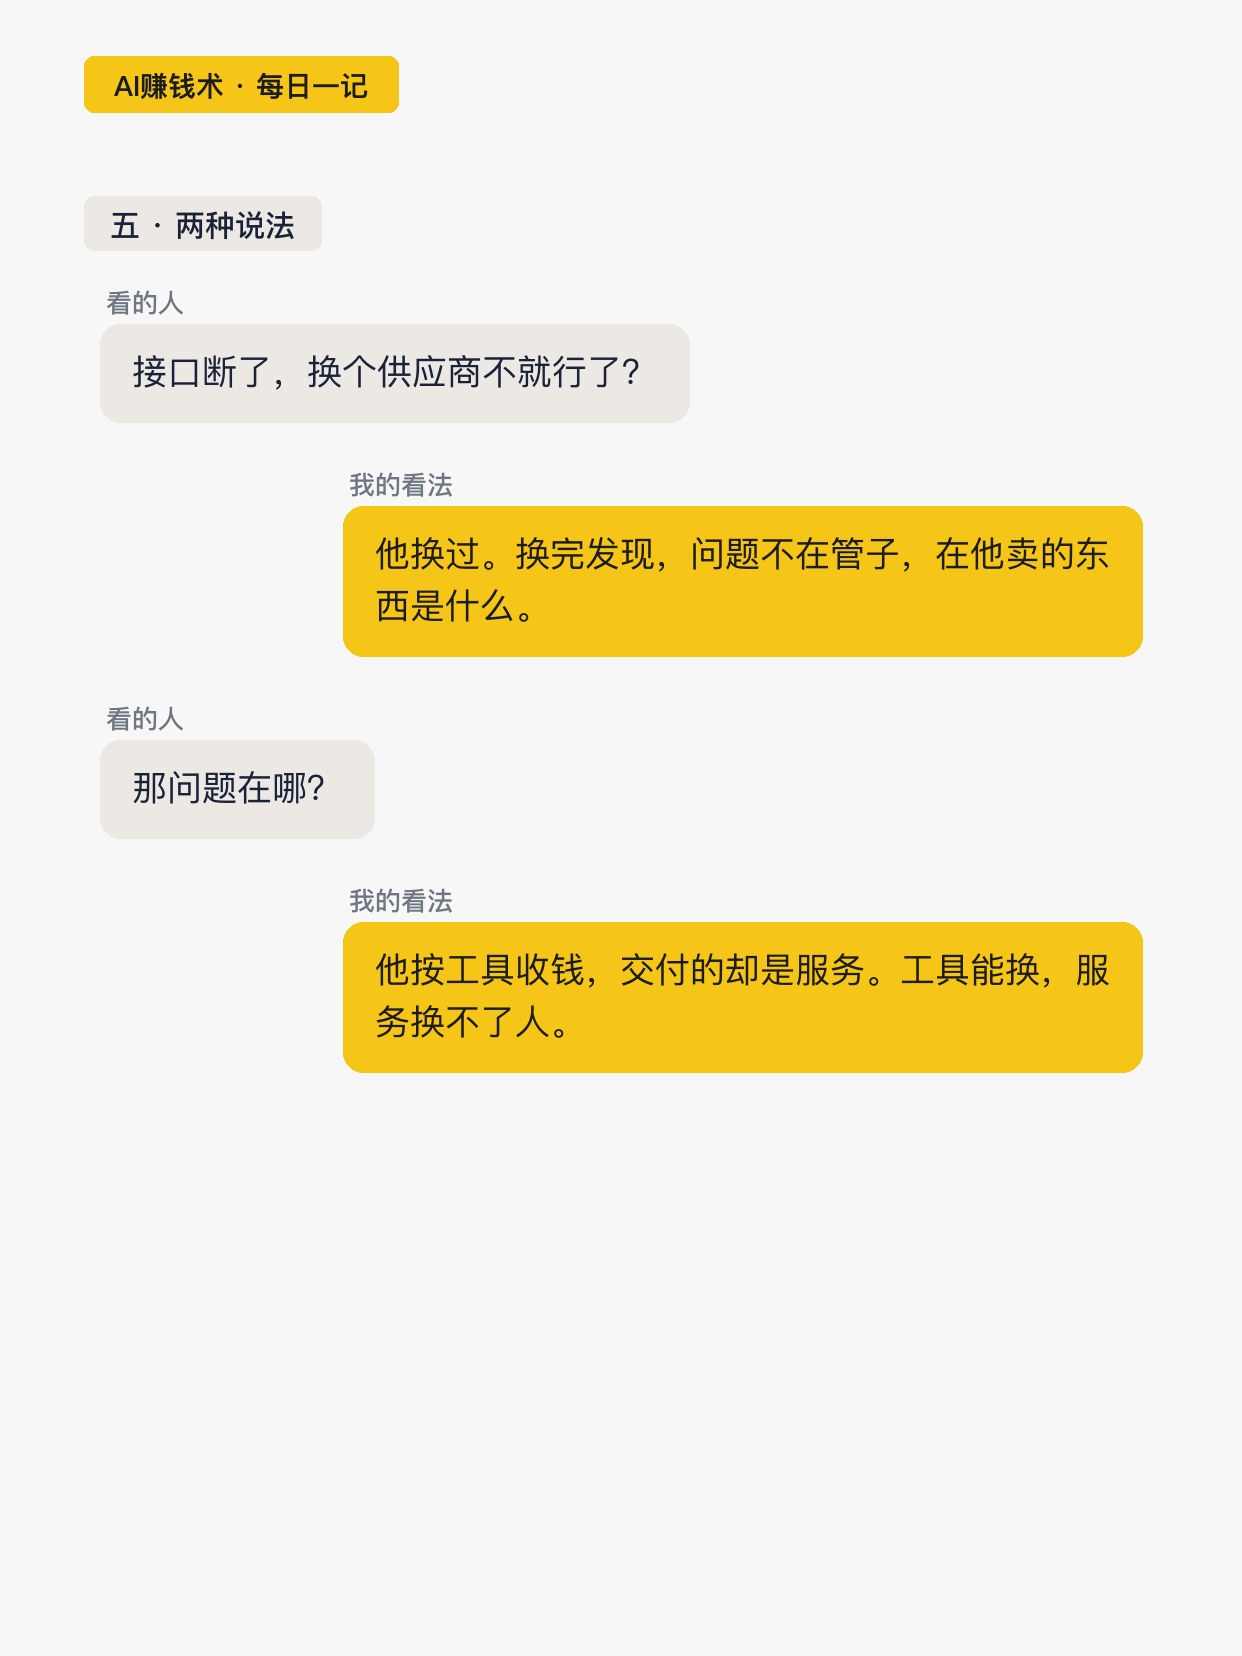 AI赚钱术 · 每日一记
五 · 两种说法
看的人
接口断了，换个供应商不就行了？
我的看法
他换过。换完发现，问题不在管子，在他卖的东
西是什么。
看的人
那问题在哪？
我的看法
他按工具收钱，交付的却是服务。工具能换，服
务换不了人。